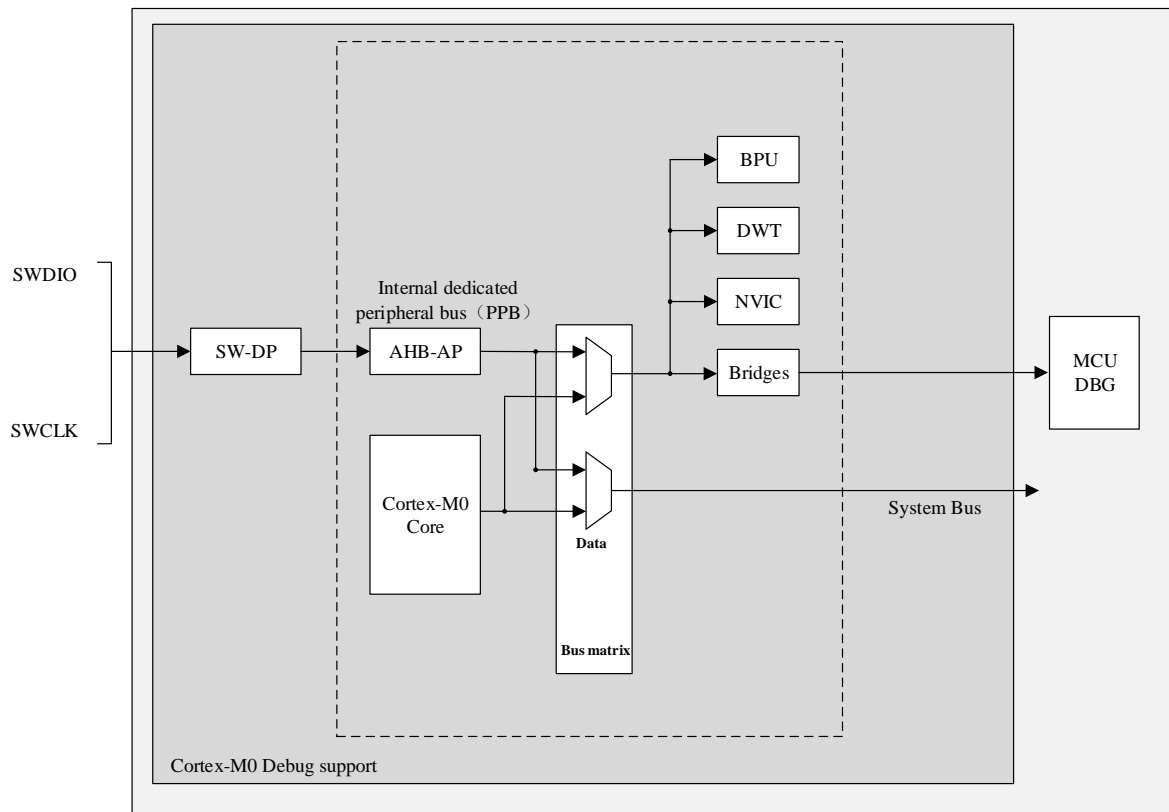 BPU
DWT
SWDIO
Internal dedicated
peripheral bus（PPB）
NVIC
SW-DP
AHB-AP
Bridges
MCU
DBG
SWCLK
Cortex-M0
Core
System Bus
Data
Bus matrix
Cortex-M0 Debug support